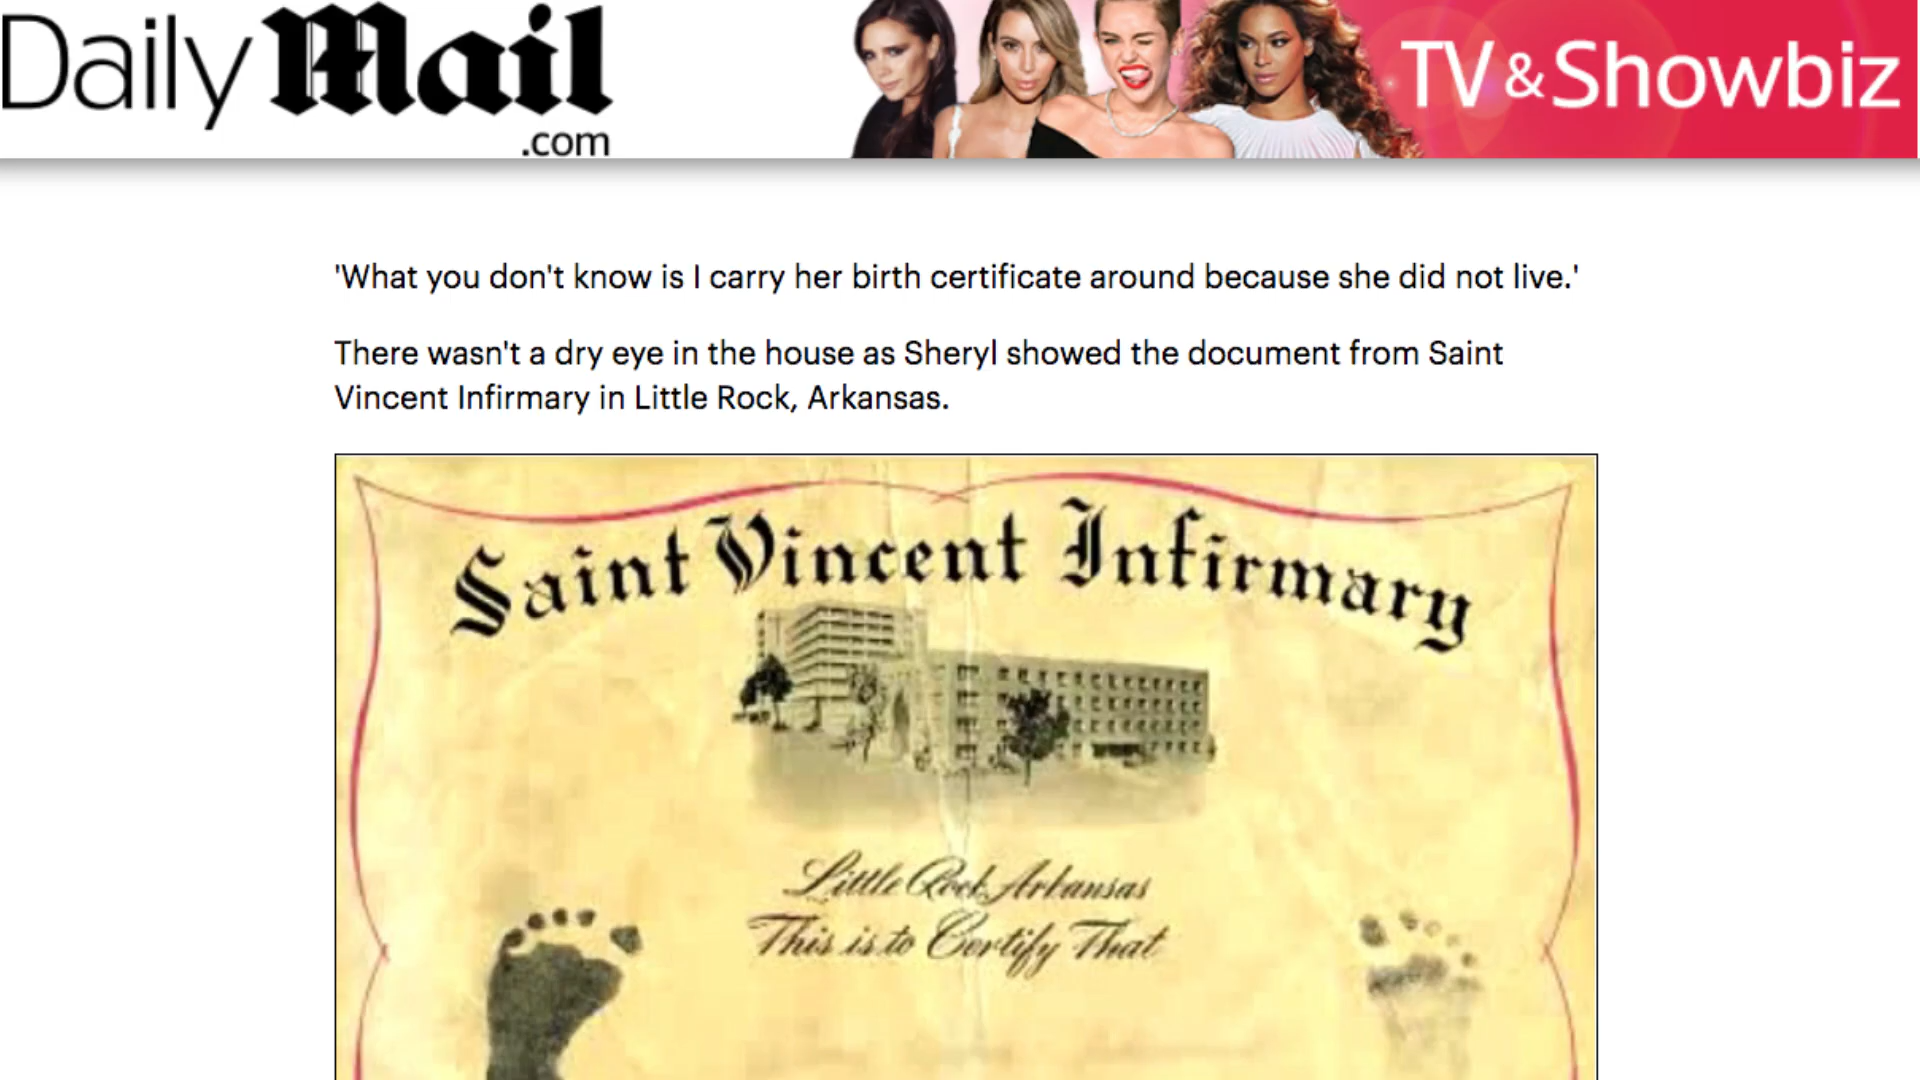 Daily Mail
.com
TV & Showbiz
'What you don't know is I carry her birth certificate around because she did not live.'
There wasn't a dry eye in the house as Sheryl showed the document from Saint
Vincent Infirmary in Little Rock, Arkansas.
Saint Vincent Infirmary
Little Rock, Arkansas
This is to Certify That